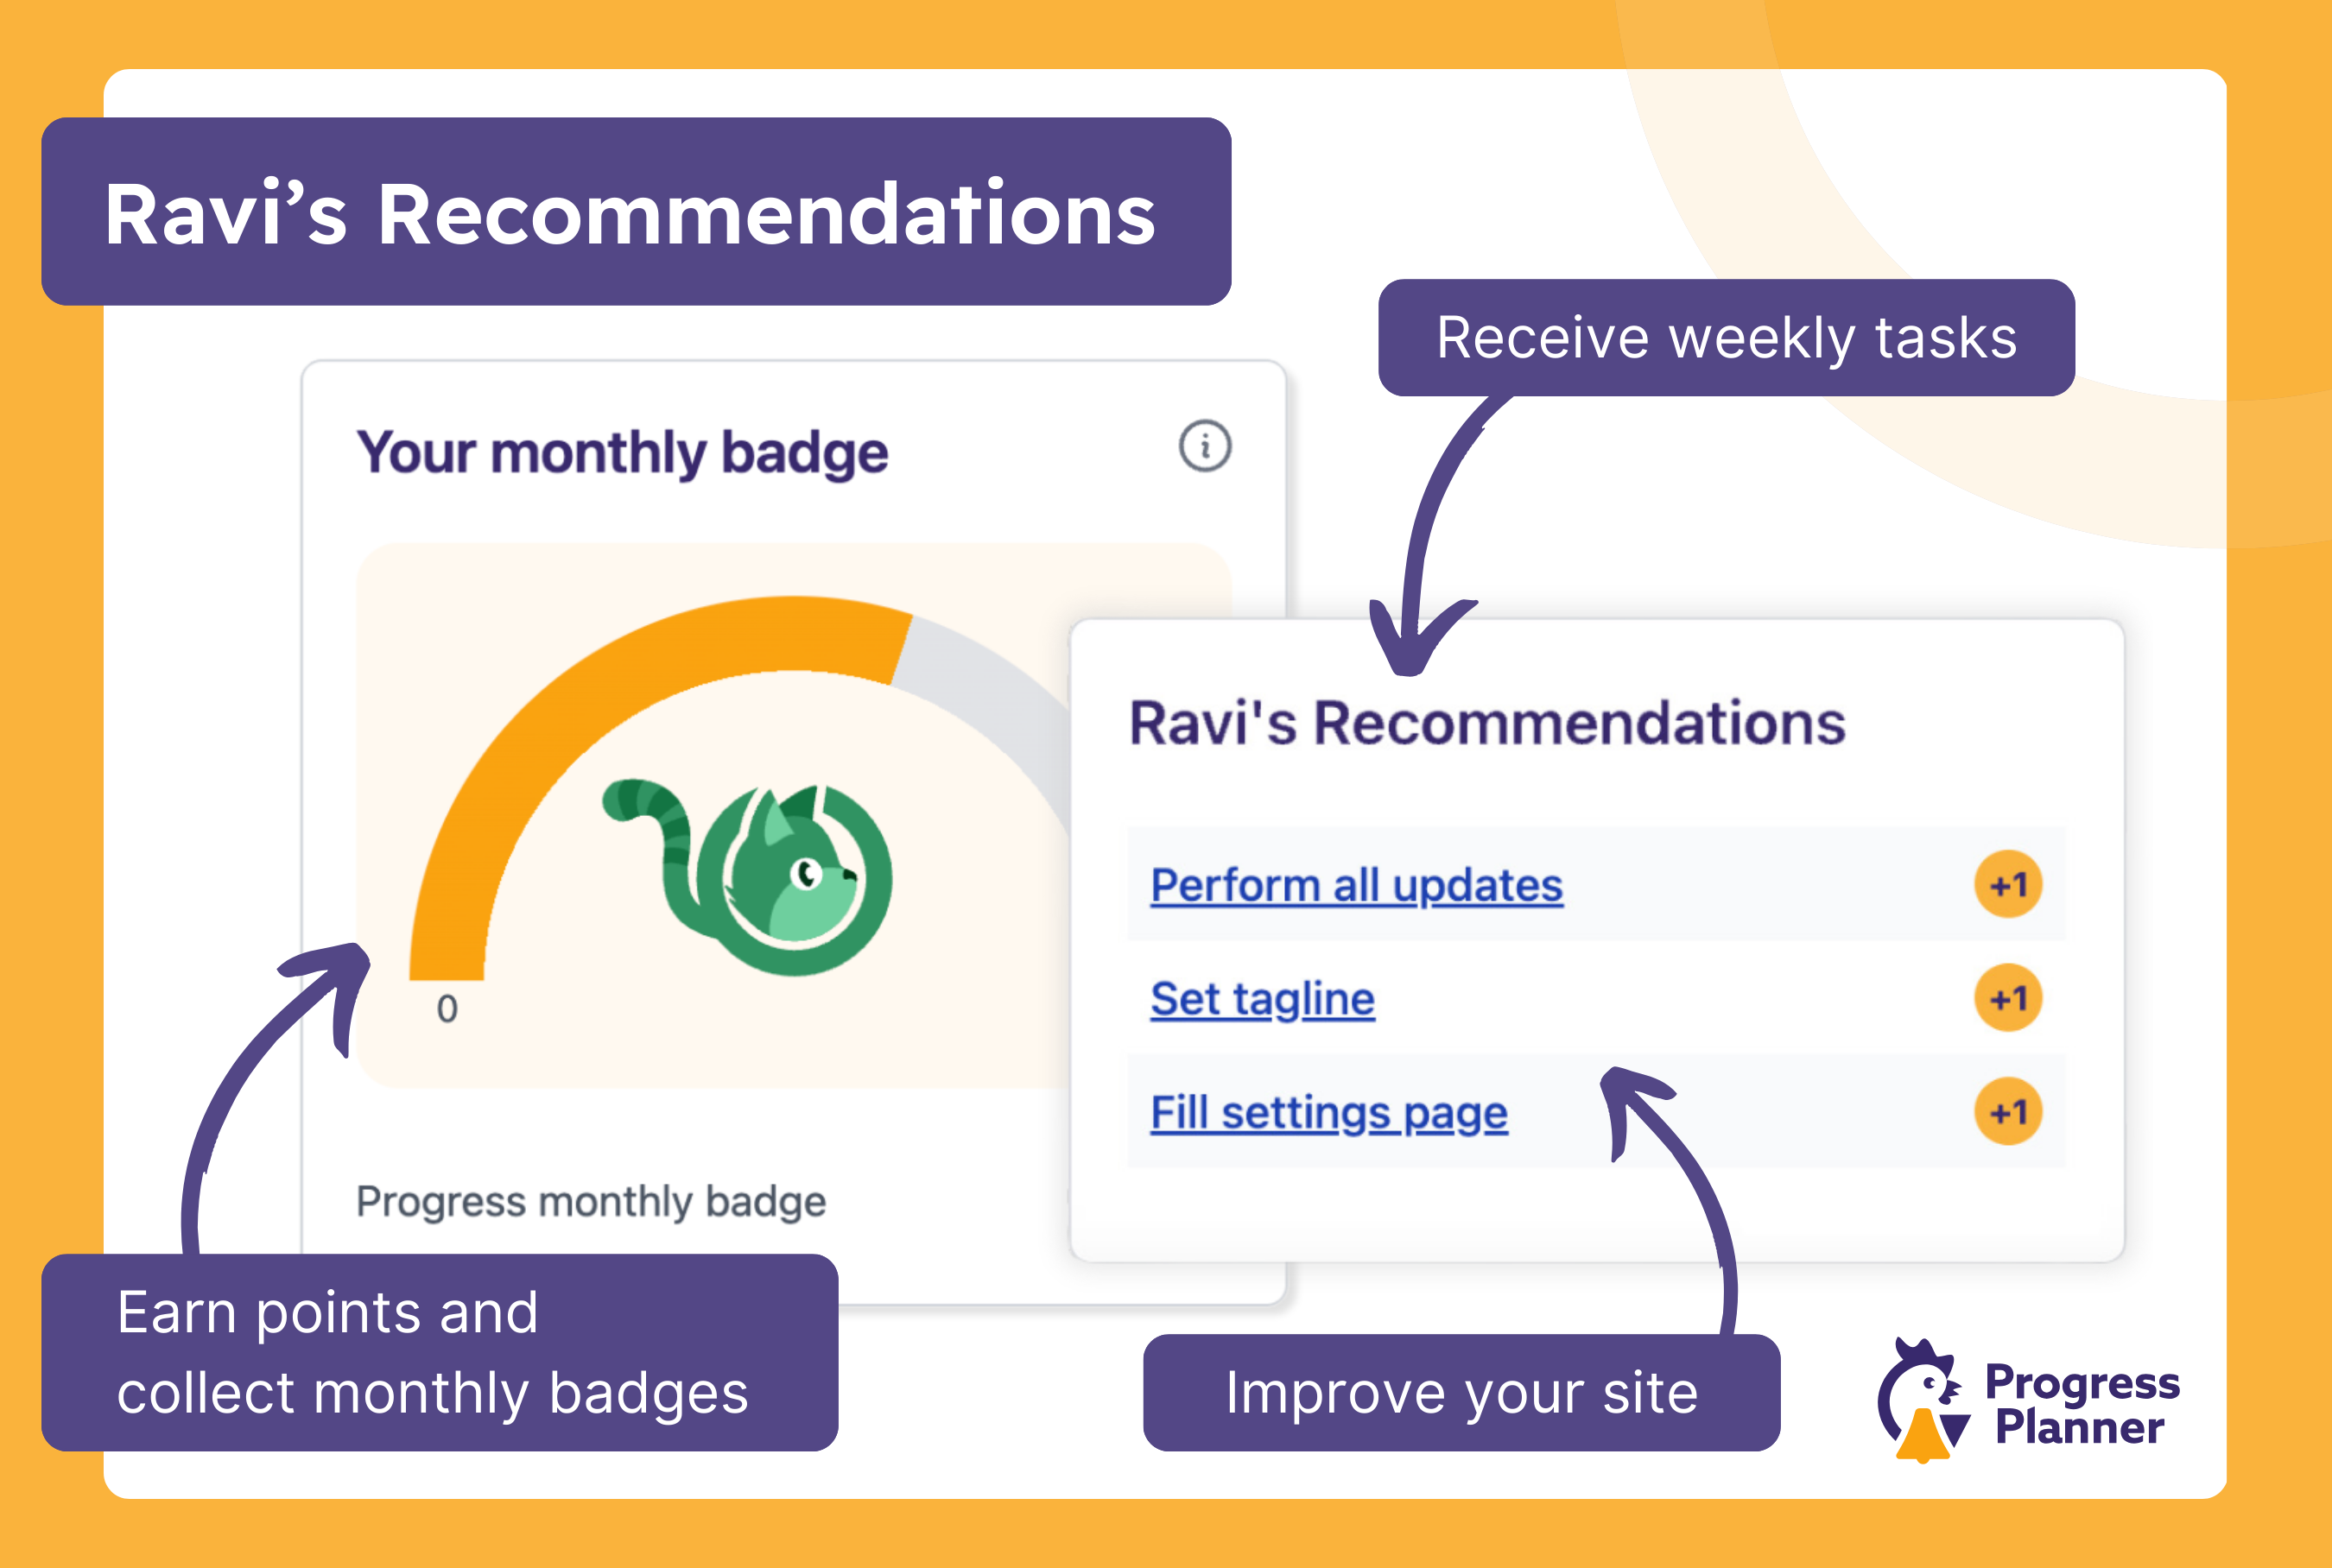 Ravi’s Recommendations
Receive weekly tasks
Your monthly badge
i
0
Progress monthly badge
Ravi's Recommendations
Perform all updates +1
Set tagline +1
Fill settings page +1
Earn points and
collect monthly badges
Improve your site
Progress
Planner